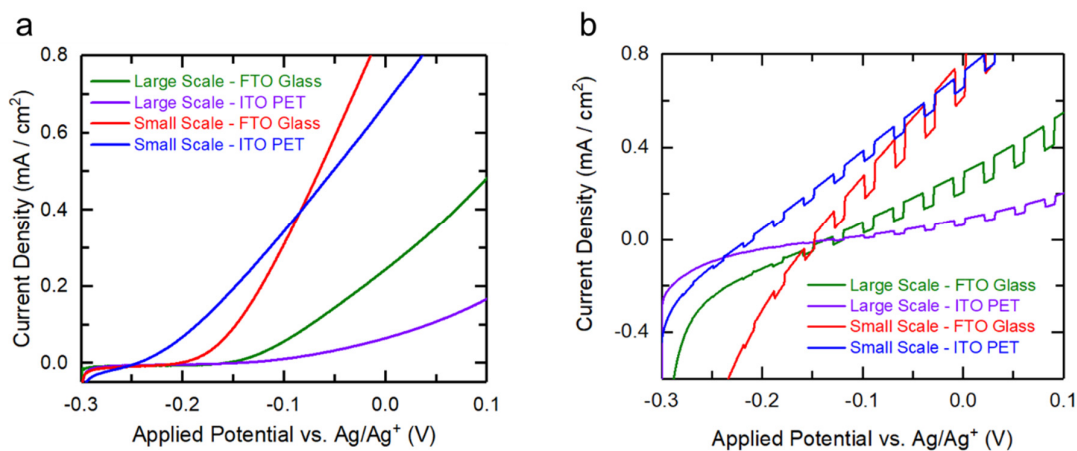 a
Current Density (mA / cm²)
0.8
0.6
0.4
0.2
0.0
Large Scale - FTO Glass
Large Scale - ITO PET
Small Scale - FTO Glass
Small Scale - ITO PET
-0.3
-0.2
-0.1
0.0
0.1
Applied Potential vs. Ag/Ag⁺ (V)
b
Current Density (mA / cm²)
0.8
0.4
0.0
-0.4
Large Scale - FTO Glass
Large Scale - ITO PET
Small Scale - FTO Glass
Small Scale - ITO PET
-0.3
-0.2
-0.1
0.0
0.1
Applied Potential vs. Ag/Ag⁺ (V)